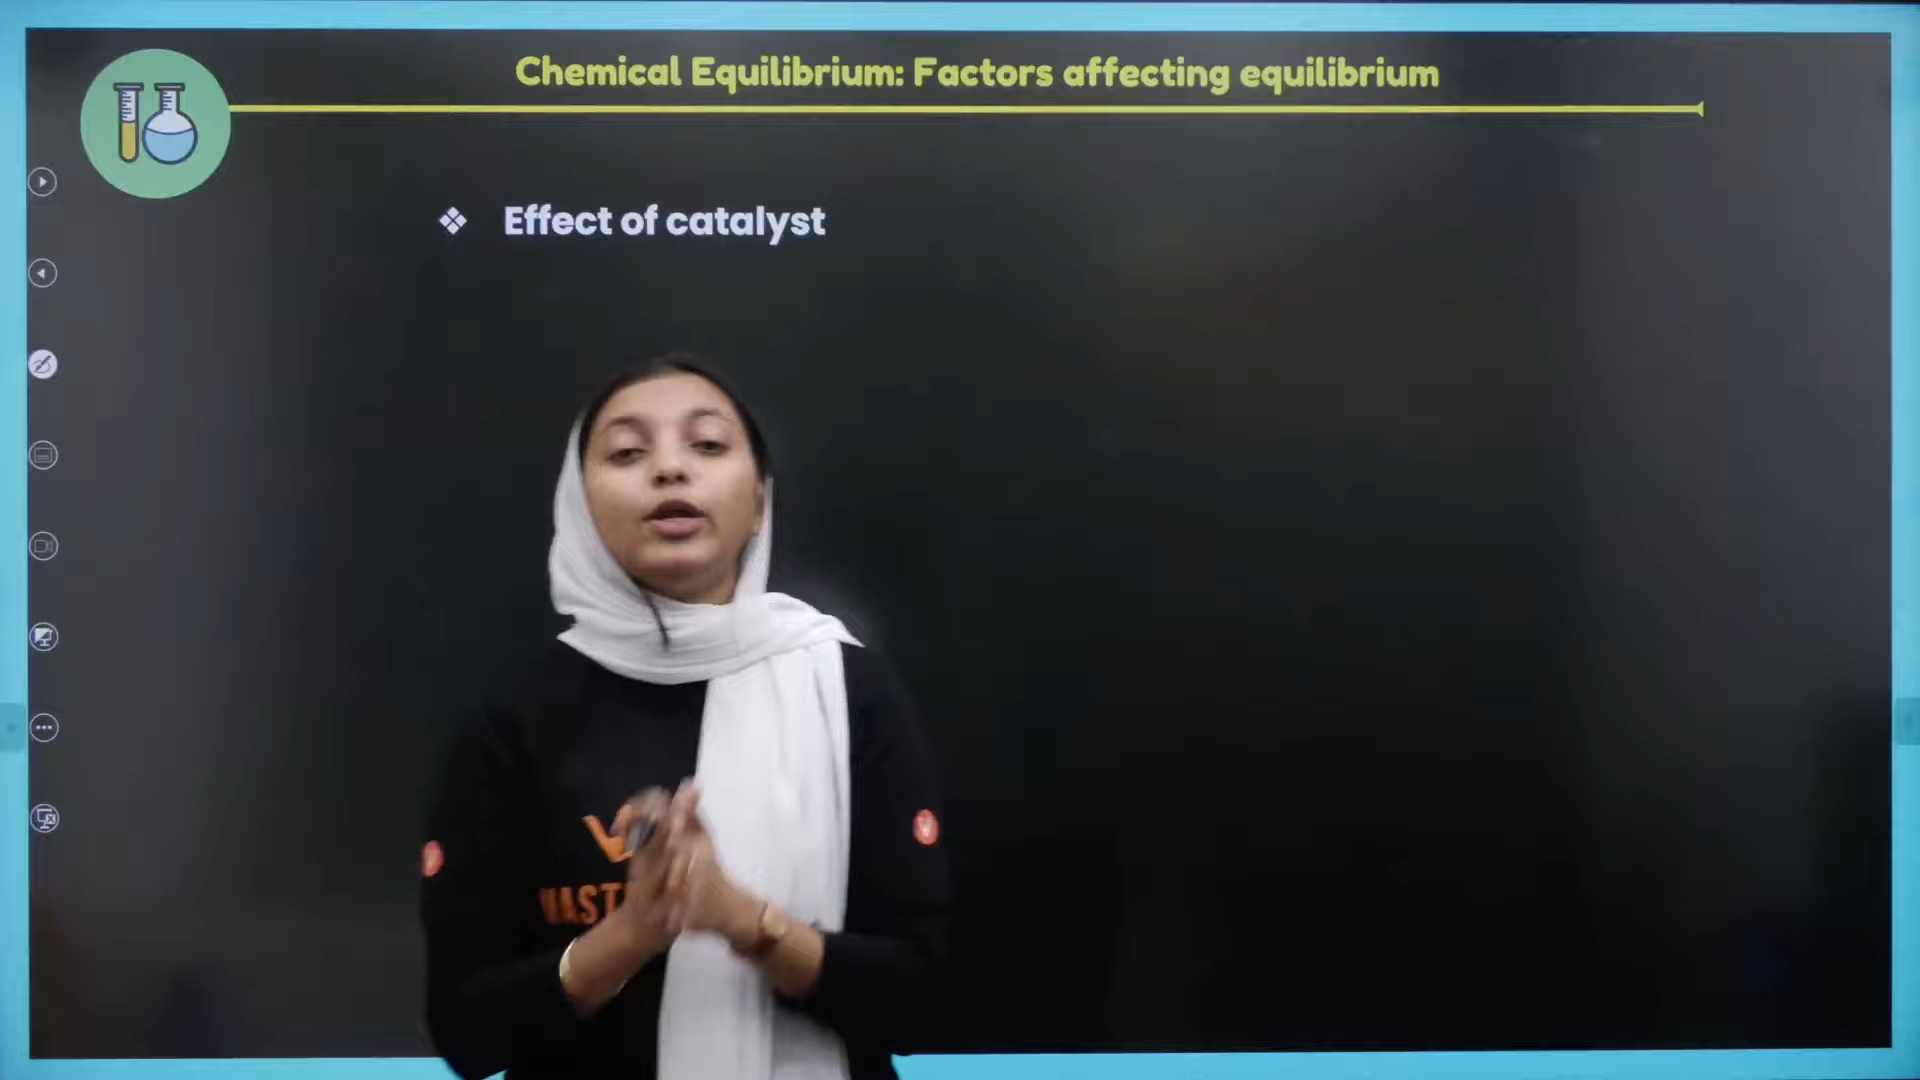 Chemical Equilibrium: Factors affecting equilibrium
❖ Effect of catalyst